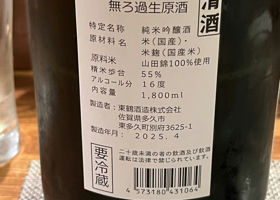 無ろ過生原酒
清酒
特定名称 純米吟醸酒
原材料名 米(国産)・
米麹(国産米)
原料米 山田錦100%使用
精米歩合 55%
アルコール分 16度
内容量 1,800ml
製造者:東鶴酒造株式会社
佐賀県多久市
東多久町別府3625-1
製造年月 2025.4
要冷蔵
二十歳未満の者の飲酒及び飲酒
運転は法律で禁じられています。
4573180431064